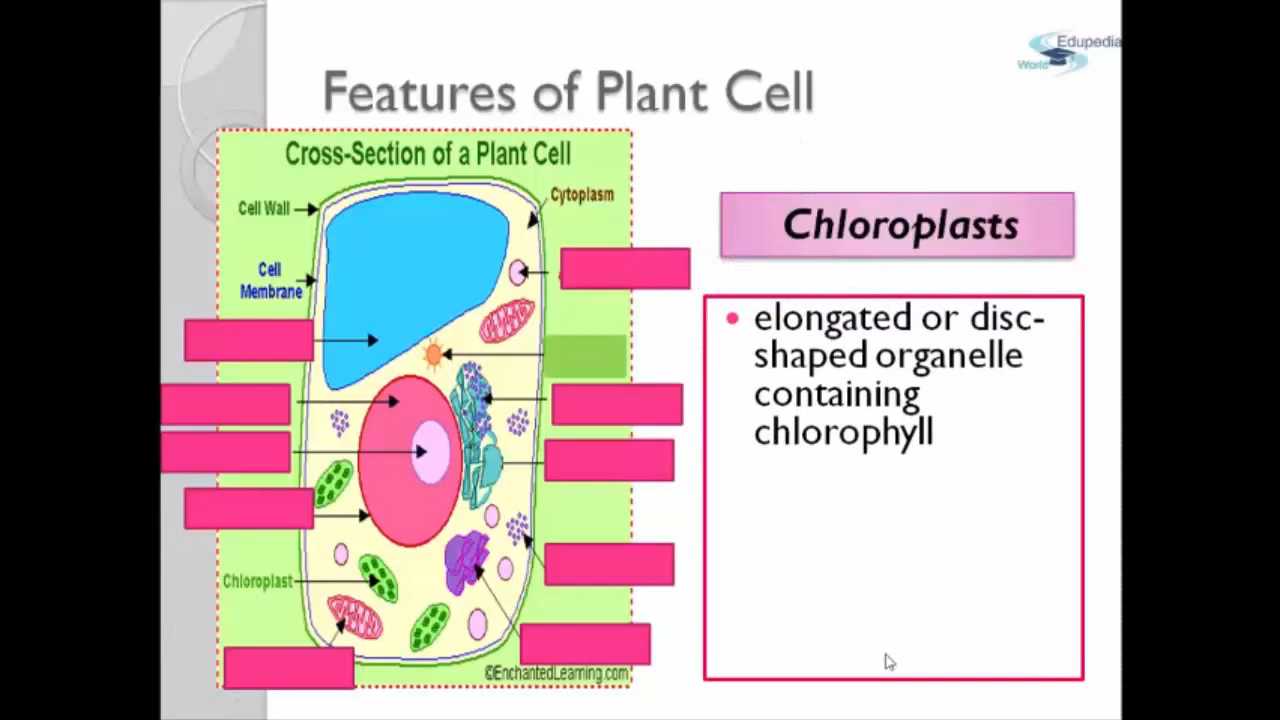 Edupedia
World
Features of Plant Cell
Cross-Section of a Plant Cell
Cell Wall
Cytoplasm
Cell
Membrane
Chloroplast
©EnchantedLearning.com
Chloroplasts
• elongated or disc-
shaped organelle
containing
chlorophyll